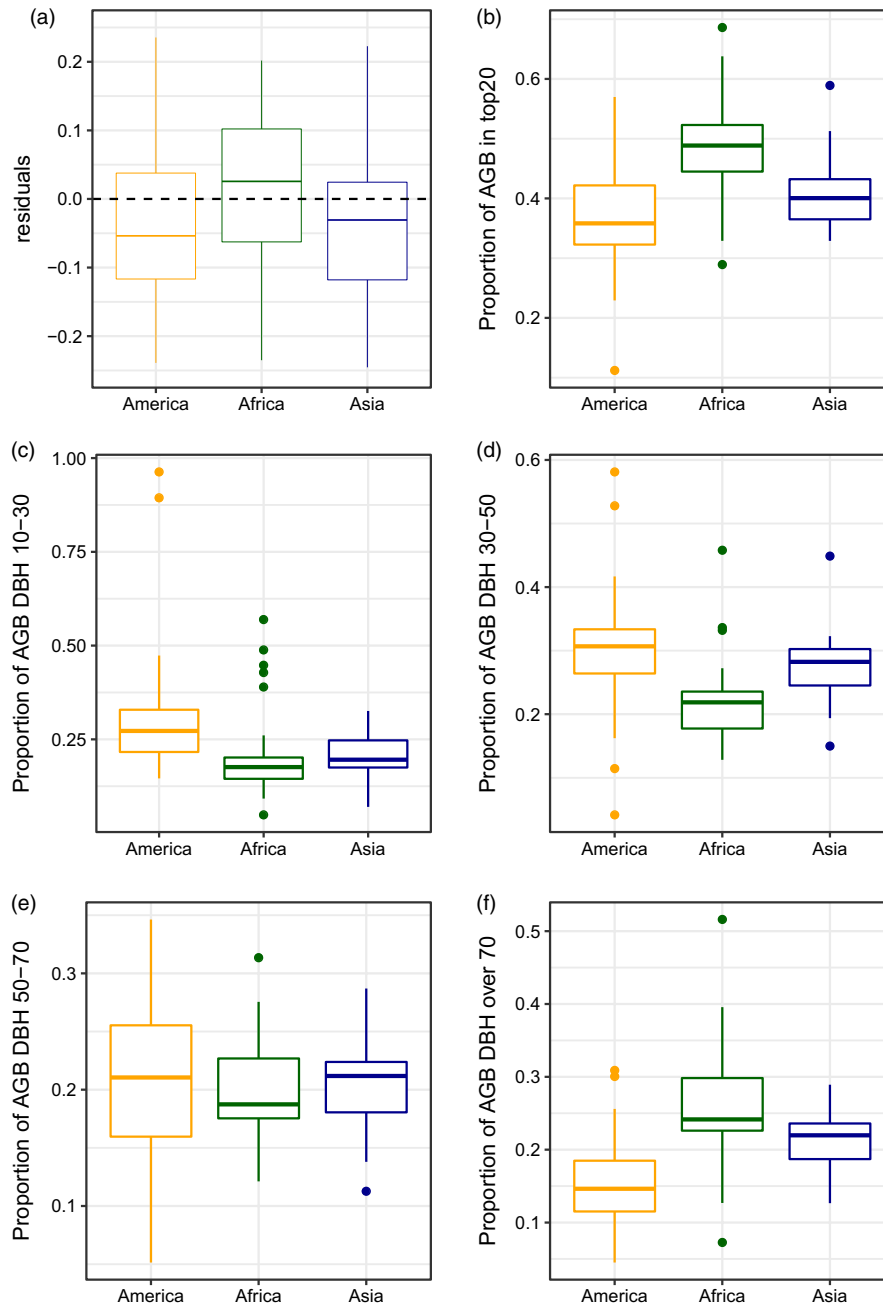 (a)
residuals
0.2
0.1
0.0
−0.1
−0.2
America Africa Asia
(b)
Proportion of AGB in top20
0.6
0.4
0.2
America Africa Asia
(c)
Proportion of AGB DBH 10−30
1.00
0.75
0.50
0.25
America Africa Asia
(d)
Proportion of AGB DBH 30−50
0.6
0.4
0.2
America Africa Asia
(e)
Proportion of AGB DBH 50−70
0.3
0.2
0.1
America Africa Asia
(f)
Proportion of AGB DBH over 70
0.5
0.4
0.3
0.2
0.1
America Africa Asia